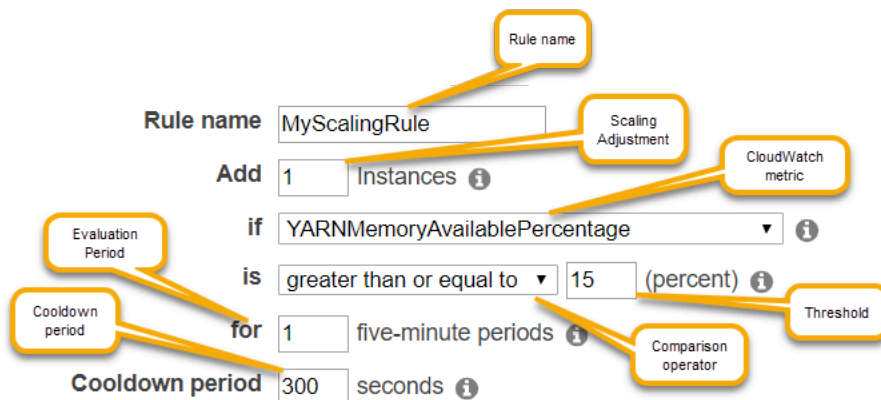 Rule name
Rule name MyScalingRule
Scaling
Adjustment
Add 1 Instances i
CloudWatch
metric
if YARNMemoryAvailablePercentage i
Evaluation
Period
is greater than or equal to 15 (percent) i
Threshold
Cooldown
period
for 1 five-minute periods i
Comparison
operator
Cooldown period 300 seconds i